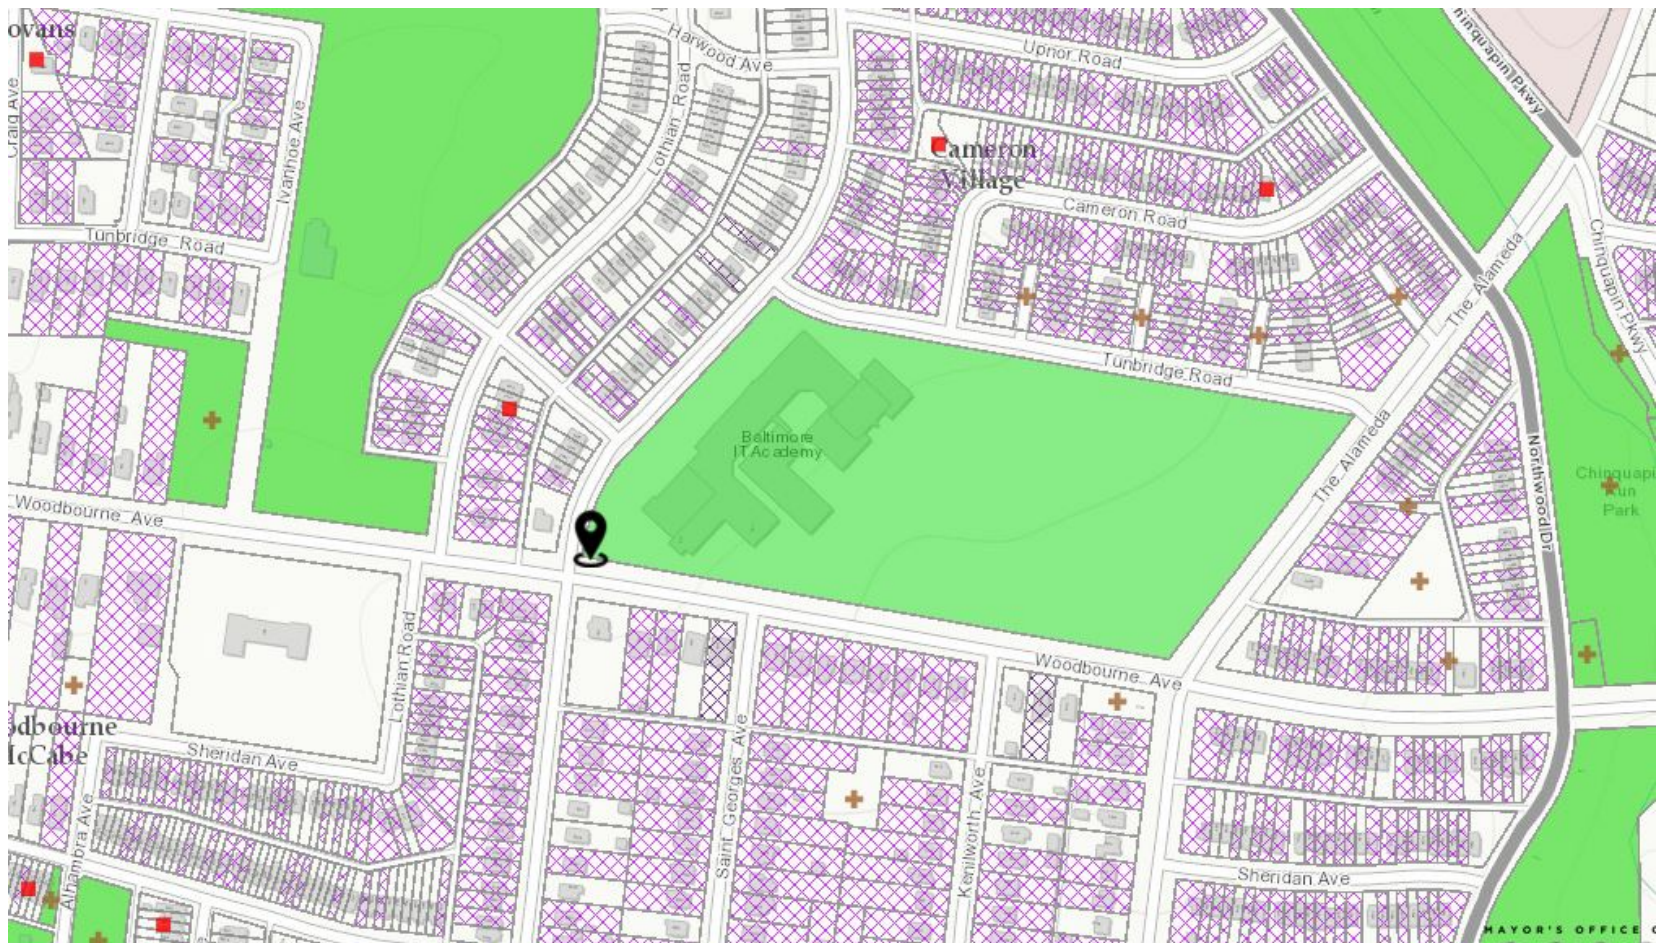 ovans
Craig Ave
Ivanhoe Ave
Tunbridge Road
Harwood Ave
Lothian Road
Upnor Road
Cameron
Village
Cameron Road
Chinquapin Pkwy
The Alameda
Chinquapin Pkwy
Tunbridge Road
The Alameda
Northwood Dr
Chinquapi
Run
Park
Baltimore
IT Academy
Woodbourne Ave
Woodbourne Ave
Lothian Road
odbourne
McCabe
Sheridan Ave
Alhambra Ave
Saint Georges Ave
Kenilworth Ave
Sheridan Ave
MAYOR'S OFFICE